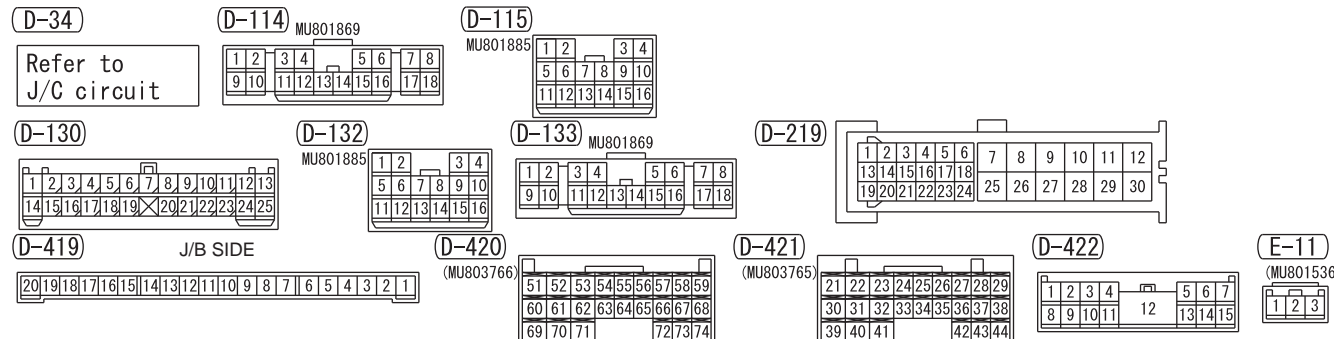 D-34
Refer to
J/C circuit
D-114 MU801869
1 2 3 4 5 6 7 8
9 10 11 12 13 14 15 16 17 18
D-115
MU801885
1 2 3 4
5 6 7 8 9 10
11 12 13 14 15 16
D-130
1 2 3 4 5 6 7 8 9 10 11 12 13
14 15 16 17 18 19 20 21 22 23 24 25
D-132
MU801885
1 2 3 4
5 6 7 8 9 10
11 12 13 14 15 16
D-133 MU801869
1 2 3 4 5 6 7 8
9 10 11 12 13 14 15 16 17 18
D-219
1 2 3 4 5 6 7 8 9 10 11 12
13 14 15 16 17 18
19 20 21 22 23 24 25 26 27 28 29 30
D-419 J/B SIDE
20 19 18 17 16 15 14 13 12 11 10 9 8 7 6 5 4 3 2 1
D-420
(MU803766)
51 52 53 54 55 56 57 58 59
60 61 62 63 64 65 66 67 68
69 70 71 72 73 74
D-421
(MU803765)
21 22 23 24 25 26 27 28 29
30 31 32 33 34 35 36 37 38
39 40 41 42 43 44
D-422
1 2 3 4 5 6 7
8 9 10 11 12 13 14 15
E-11
(MU801536
1 2 3